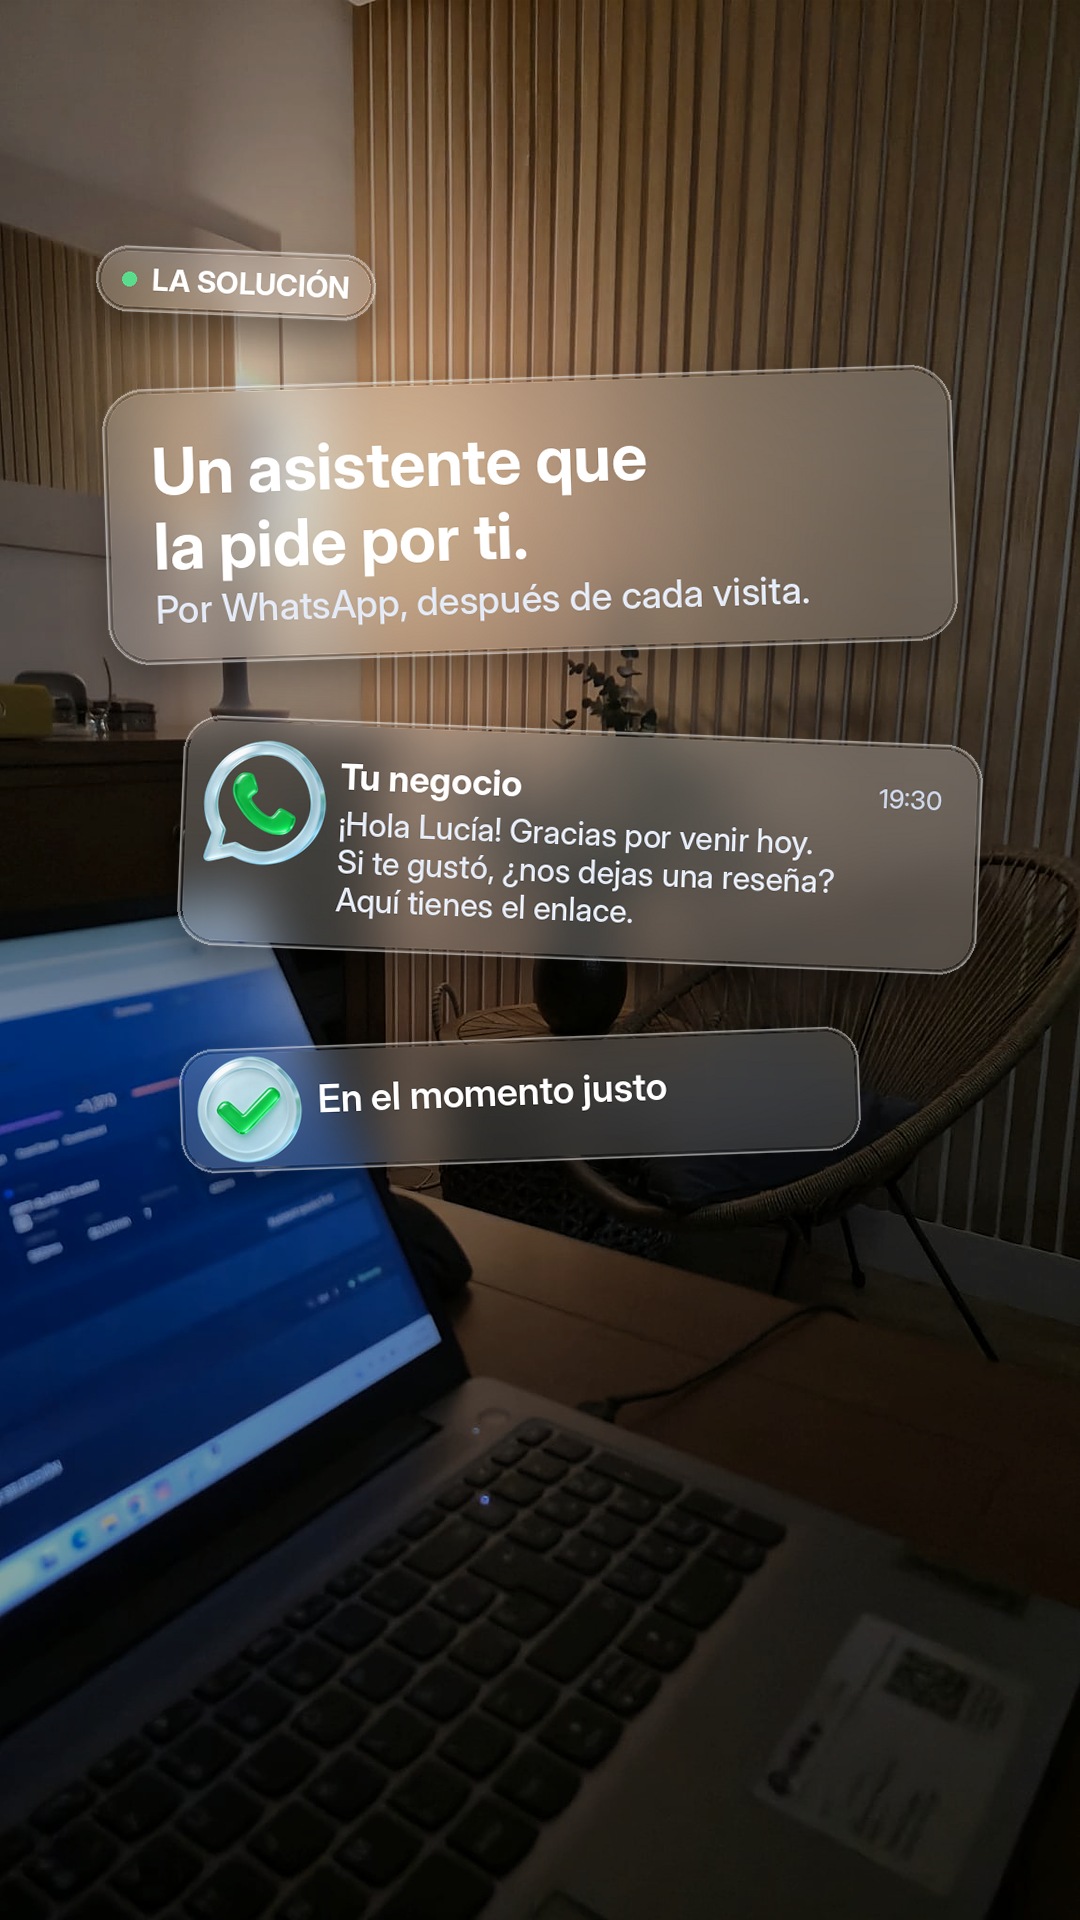 LA SOLUCIÓN
Un asistente que
la pide por ti.
Por WhatsApp, después de cada visita.
Tu negocio
19:30
¡Hola Lucía! Gracias por venir hoy.
Si te gustó, ¿nos dejas una reseña?
Aquí tienes el enlace.
En el momento justo